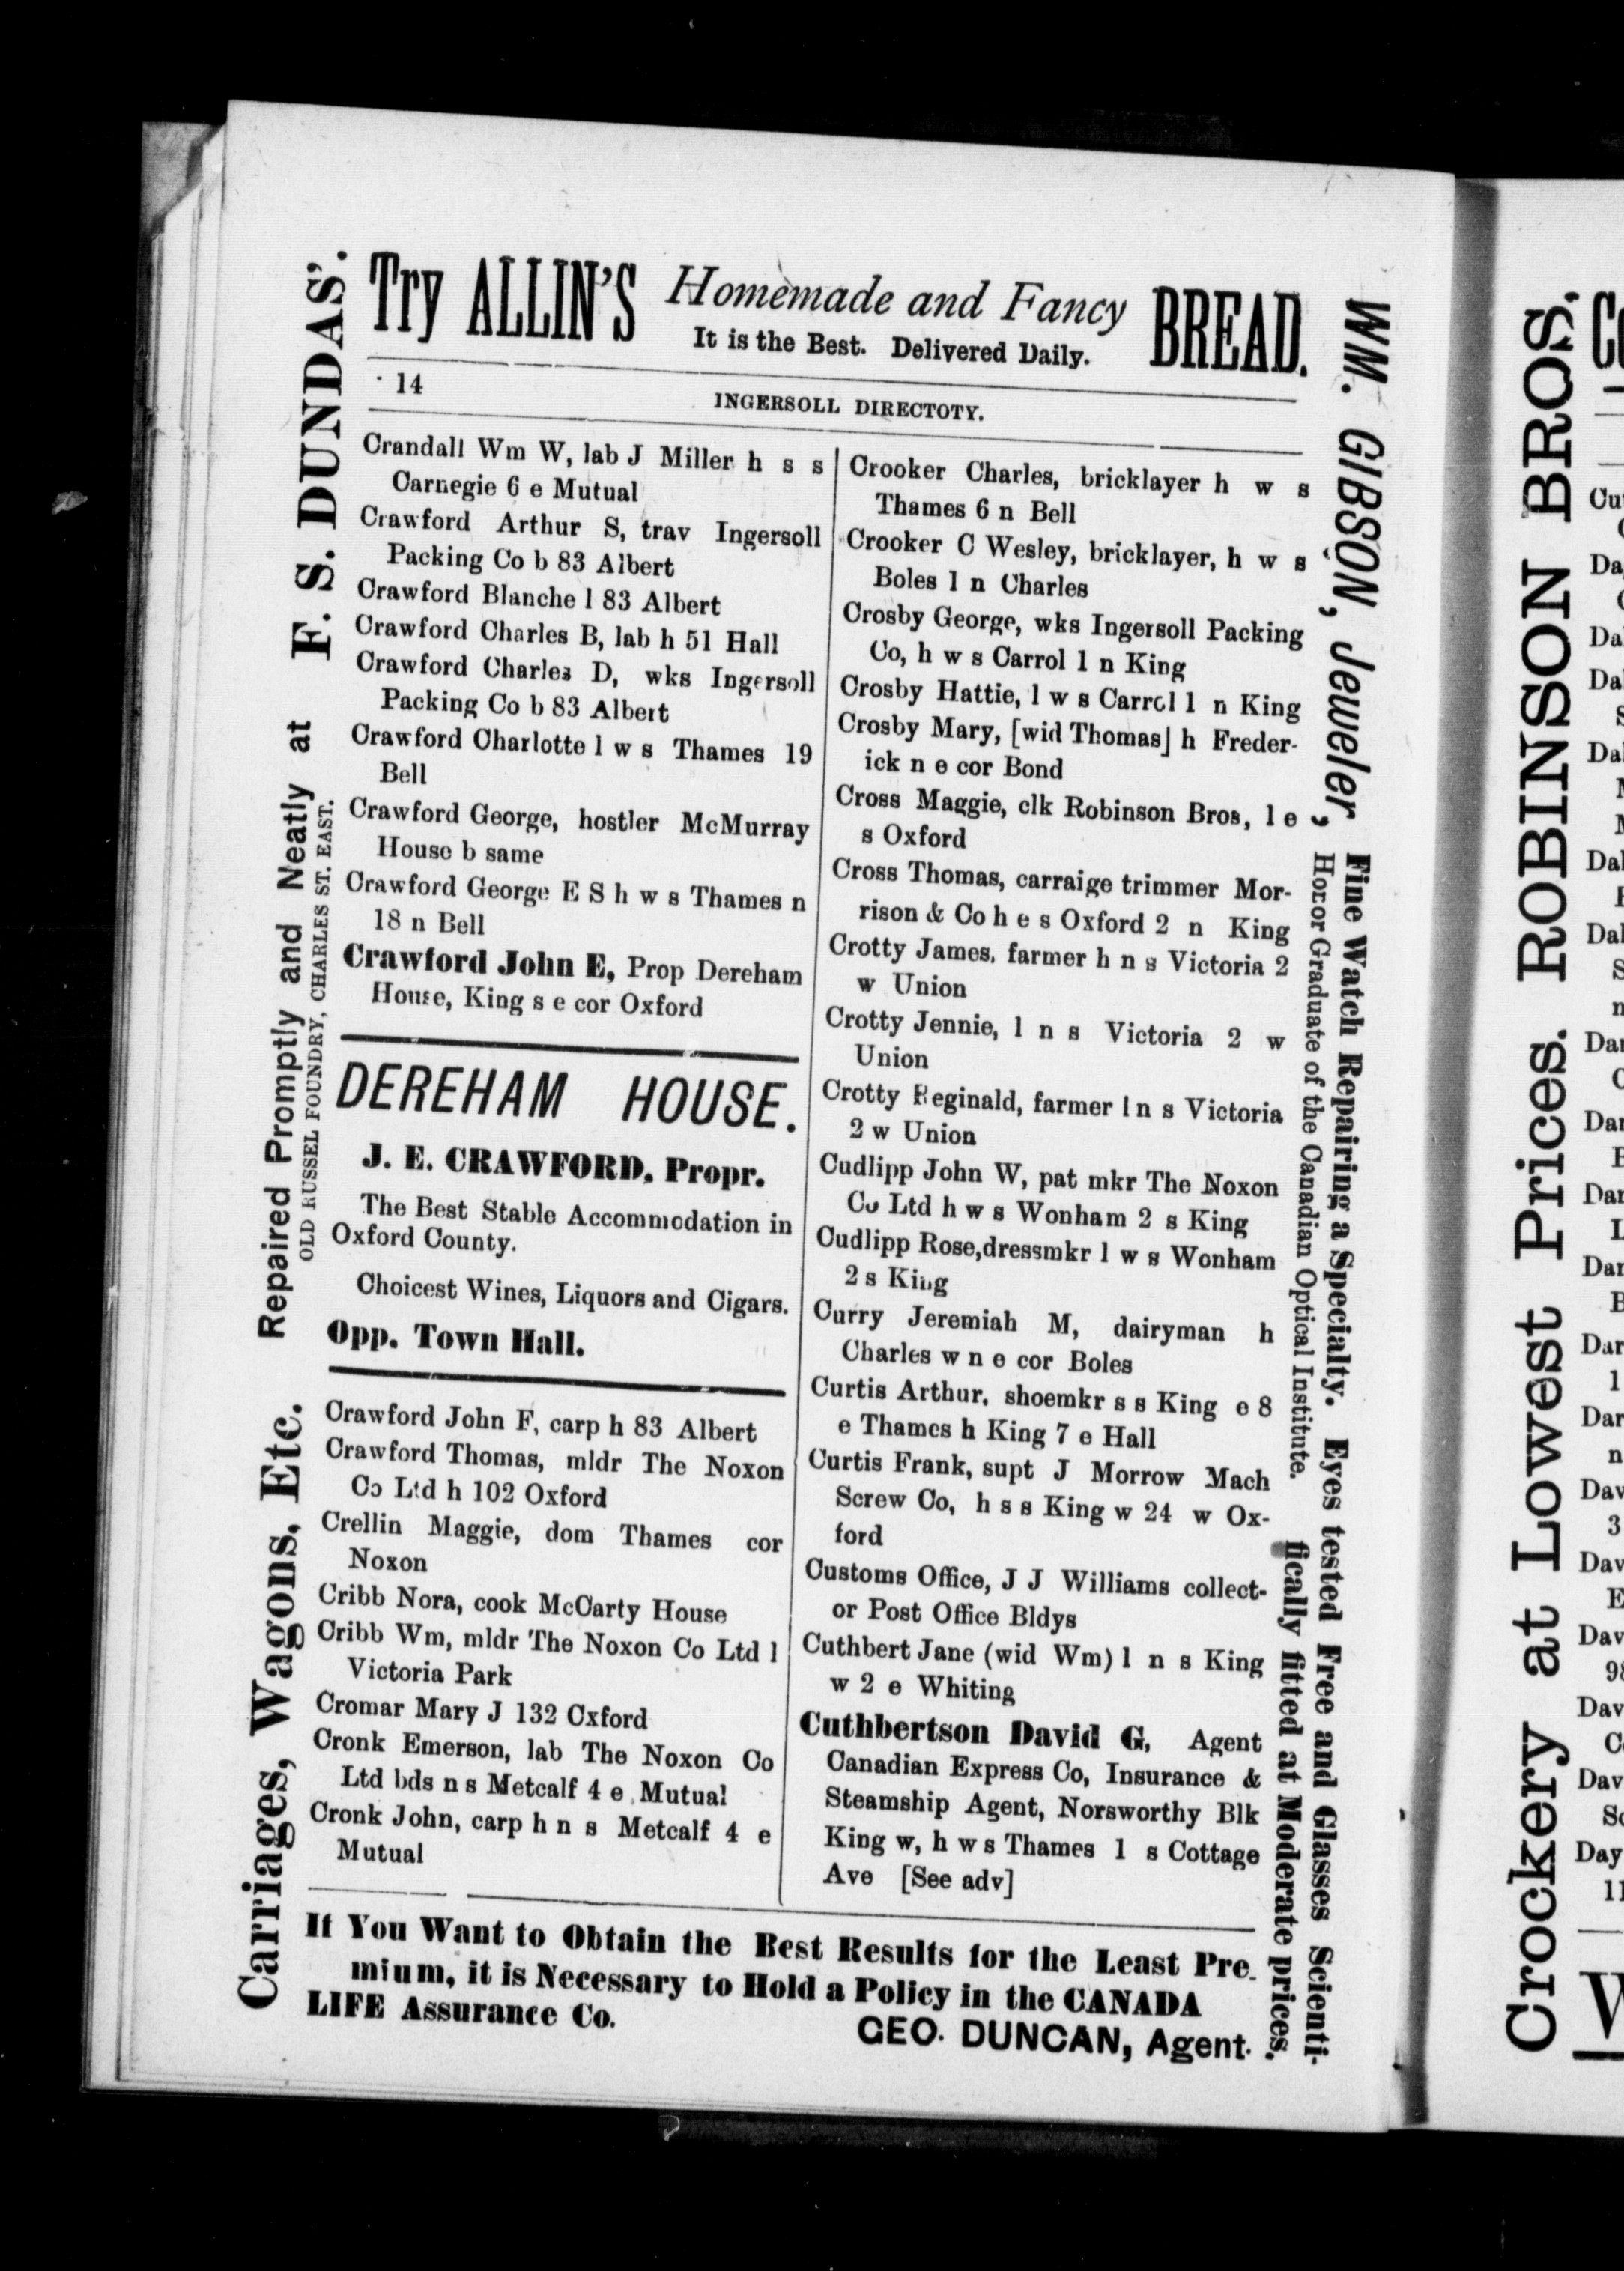 Try ALLIN'S Homemade and Fancy BREAD.
It is the Best. Delivered Daily.
14
INGERSOLL DIRECTOTY.
Crandall Wm W, lab J Miller h s s
Carnegie 6 e Mutual
Crawford Arthur S, trav Ingersoll
Packing Co b 83 Albert
Crawford Blanche l 83 Albert
Crawford Charles B, lab h 51 Hall
Crawford Charles D, wks Ingersoll
Packing Co b 83 Albert
Crawford Charlotte l w s Thames 19
Bell
Crawford George, hostler McMurray
House b same
Crawford George E S h w s Thames n
18 n Bell
Crawford John E, Prop Dereham
House, King s e cor Oxford
DEREHAM HOUSE.
J. E. CRAWFORD, Propr.
The Best Stable Accommodation in
Oxford County.
Choicest Wines, Liquors and Cigars.
Opp. Town Hall.
Crawford John F, carp h 83 Albert
Crawford Thomas, mldr The Noxon
Co Ltd h 102 Oxford
Crellin Maggie, dom Thames cor
Noxon
Cribb Nora, cook McCarty House
Cribb Wm, mldr The Noxon Co Ltd l
Victoria Park
Cromar Mary J 132 Oxford
Cronk Emerson, lab The Noxon Co
Ltd bds n s Metcalf 4 e Mutual
Cronk John, carp h n s Metcalf 4 e
Mutual
Crooker Charles, bricklayer h w s
Thames 6 n Bell
Crooker C Wesley, bricklayer, h w s
Boles 1 n Charles
Crosby George, wks Ingersoll Packing
Co, h w s Carrol 1 n King
Crosby Hattie, l w s Carrol 1 n King
Crosby Mary, [wid Thomas] h Freder-
ick n e cor Bond
Cross Maggie, clk Robinson Bros, l e
s Oxford
Cross Thomas, carraige trimmer Mor-
rison & Co h e s Oxford 2 n King
Crotty James, farmer h n s Victoria 2
w Union
Crotty Jennie, l n s Victoria 2 w
Union
Crotty Reginald, farmer l n s Victoria
2 w Union
Cudlipp John W, pat mkr The Noxon
Co Ltd h w s Wonham 2 s King
Cudlipp Rose,dressmkr l w s Wonham
2 s King
Curry Jeremiah M, dairyman h
Charles w n e cor Boles
Curtis Arthur, shoemkr s s King e 8
e Thames h King 7 e Hall
Curtis Frank, supt J Morrow Mach
Screw Co, h s s King w 24 w Ox-
ford
Customs Office, J J Williams collect-
or Post Office Bldys
Cuthbert Jane (wid Wm) l n s King
w 2 e Whiting
Cuthbertson David G, Agent
Canadian Express Co, Insurance &
Steamship Agent, Norsworthy Blk
King w, h w s Thames 1 s Cottage
Ave [See adv]
If You Want to Obtain the Best Results for the Least Pre-
mium, it is Necessary to Hold a Policy in the CANADA
LIFE Assurance Co.
GEO. DUNCAN, Agent.
Carriages, Wagons, Etc. Repaired Promptly and Neatly at F. S. DUNDAS'.
OLD RUSSEL FOUNDRY, CHARLES ST. EAST.
WM. GIBSON, Jeweler,
Fine Watch Repairing a Specialty. Eyes tested Free and Glasses Scienti-
Honor Graduate of the Canadian Optical Institute. fically fitted at Moderate prices.
Crockery at Lowest Prices. ROBINSON BROS.